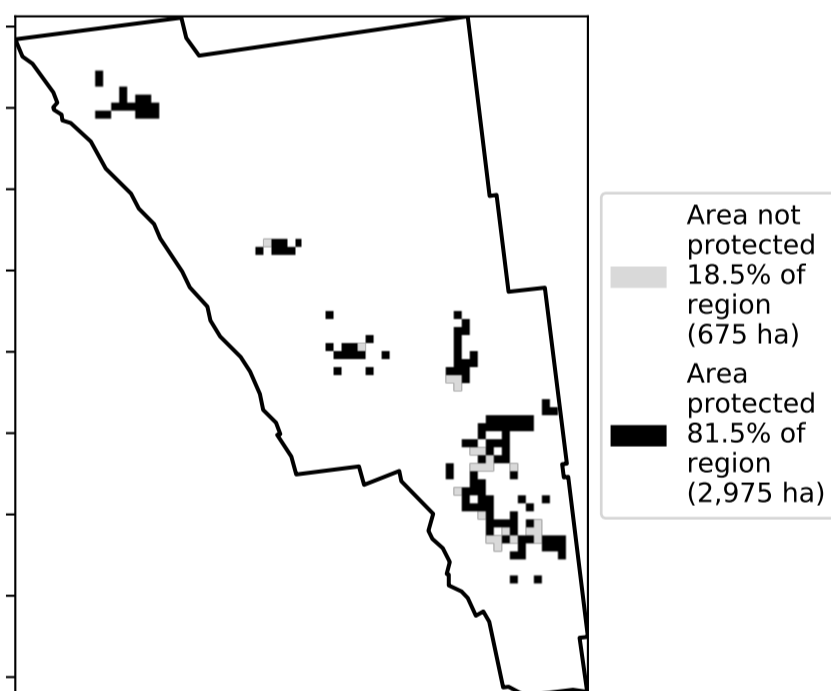 Area not
protected
18.5% of
region
(675 ha)
Area
protected
81.5% of
region
(2,975 ha)